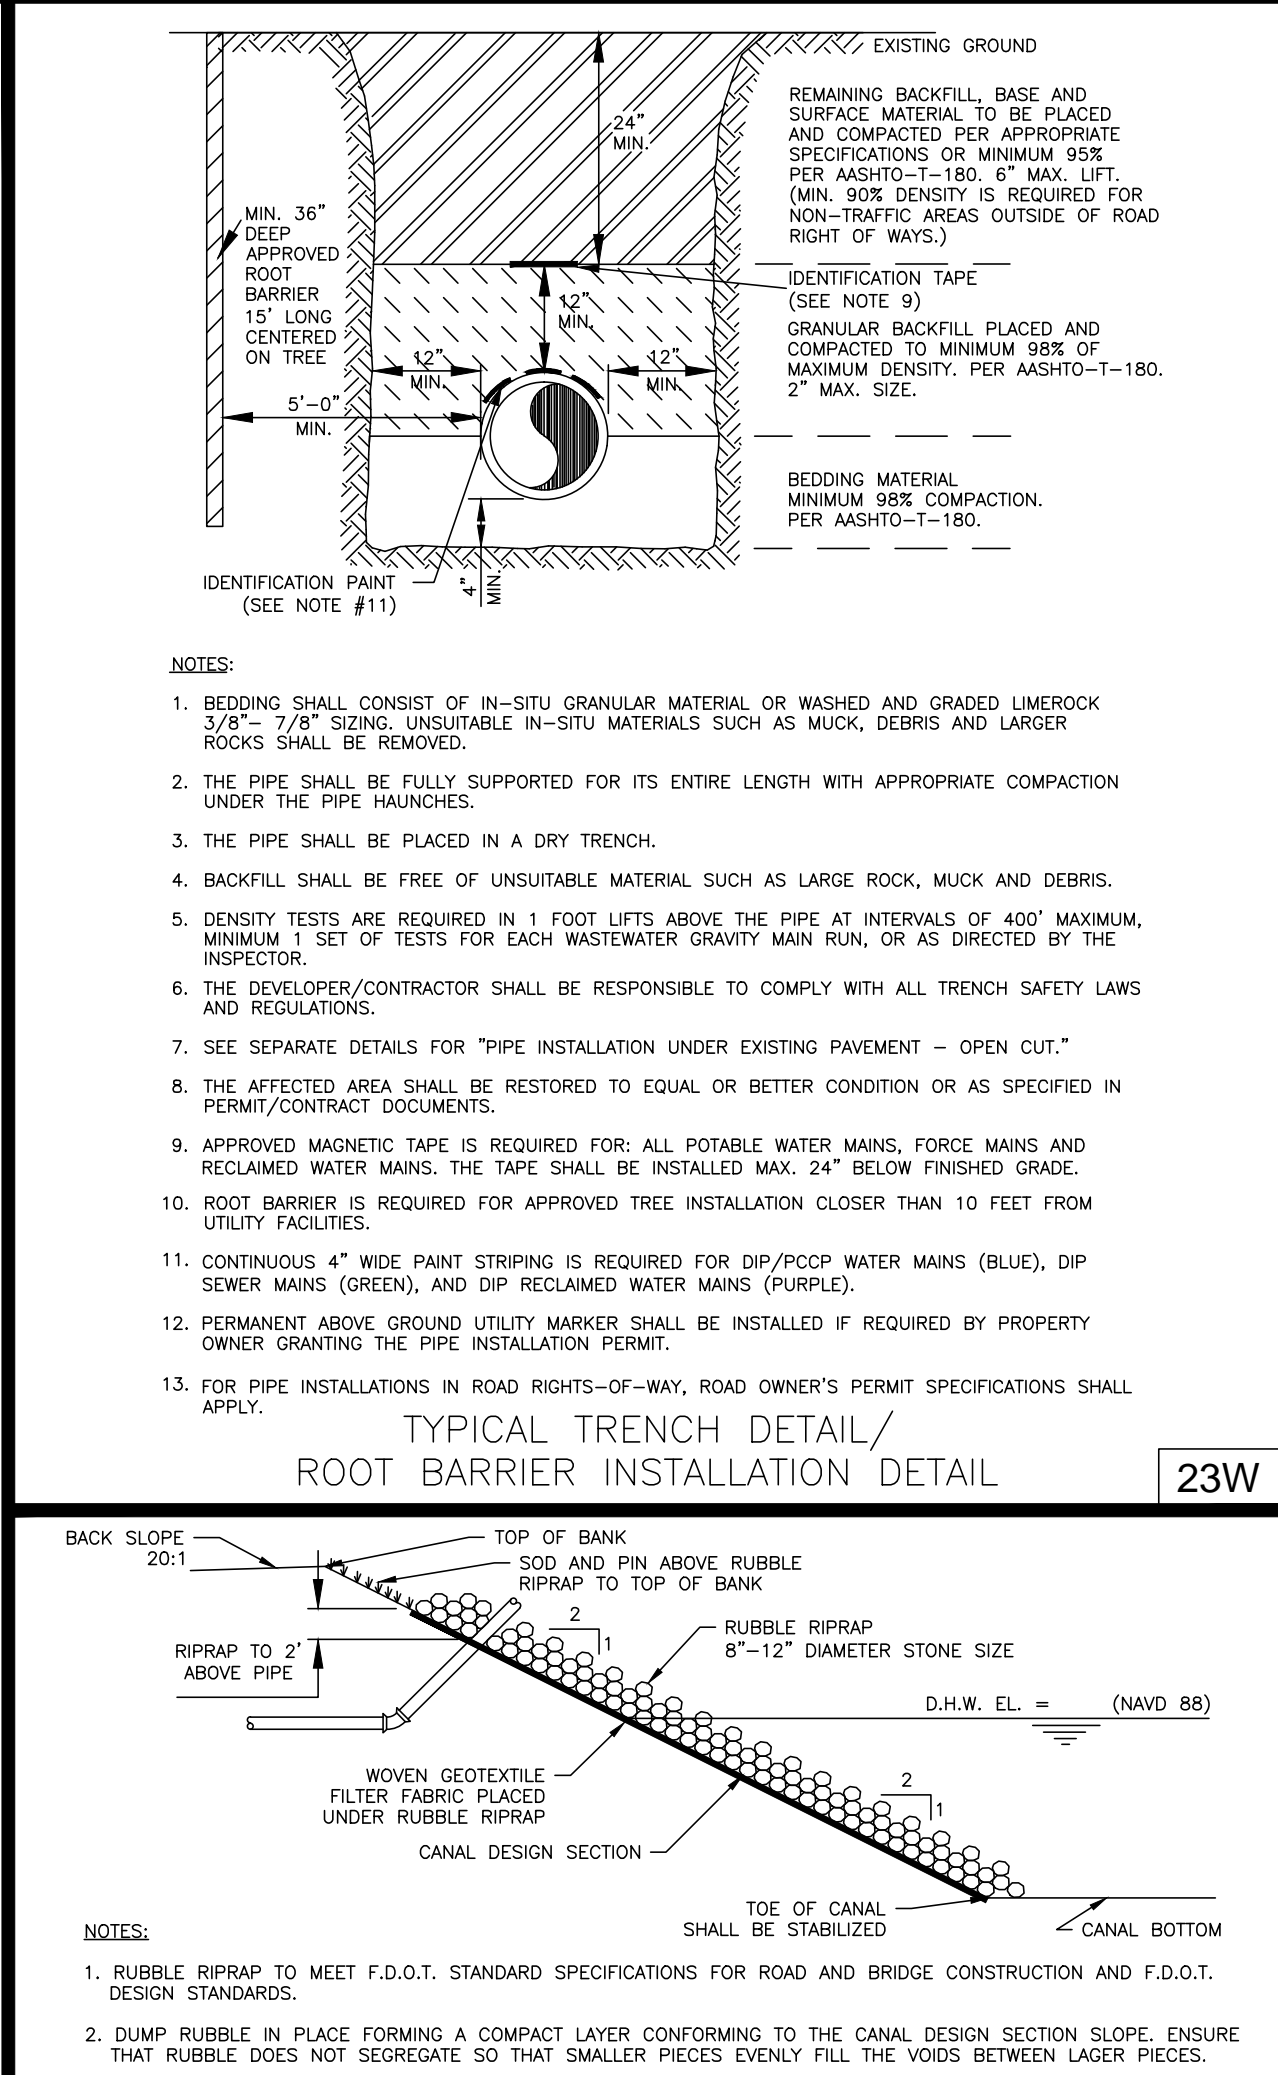 EXISTING GROUND
24"
MIN.
REMAINING BACKFILL, BASE AND
SURFACE MATERIAL TO BE PLACED
AND COMPACTED PER APPROPRIATE
SPECIFICATIONS OR MINIMUM 95%
PER AASHTO-T-180. 6" MAX. LIFT.
(MIN. 90% DENSITY IS REQUIRED FOR
NON-TRAFFIC AREAS OUTSIDE OF ROAD
RIGHT OF WAYS.)
MIN. 36"
DEEP
APPROVED
ROOT
BARRIER
15' LONG
CENTERED
ON TREE
IDENTIFICATION TAPE
(SEE NOTE 9)
12"
MIN.
GRANULAR BACKFILL PLACED AND
COMPACTED TO MINIMUM 98% OF
MAXIMUM DENSITY. PER AASHTO-T-180.
2" MAX. SIZE.
12"
MIN.
12"
MIN.
5'-0"
MIN.
BEDDING MATERIAL
MINIMUM 98% COMPACTION.
PER AASHTO-T-180.
IDENTIFICATION PAINT
(SEE NOTE #11)
4"
MIN.
NOTES:
1. BEDDING SHALL CONSIST OF IN-SITU GRANULAR MATERIAL OR WASHED AND GRADED LIMEROCK
3/8"- 7/8" SIZING. UNSUITABLE IN-SITU MATERIALS SUCH AS MUCK, DEBRIS AND LARGER
ROCKS SHALL BE REMOVED.
2. THE PIPE SHALL BE FULLY SUPPORTED FOR ITS ENTIRE LENGTH WITH APPROPRIATE COMPACTION
UNDER THE PIPE HAUNCHES.
3. THE PIPE SHALL BE PLACED IN A DRY TRENCH.
4. BACKFILL SHALL BE FREE OF UNSUITABLE MATERIAL SUCH AS LARGE ROCK, MUCK AND DEBRIS.
5. DENSITY TESTS ARE REQUIRED IN 1 FOOT LIFTS ABOVE THE PIPE AT INTERVALS OF 400' MAXIMUM,
MINIMUM 1 SET OF TESTS FOR EACH WASTEWATER GRAVITY MAIN RUN, OR AS DIRECTED BY THE
INSPECTOR.
6. THE DEVELOPER/CONTRACTOR SHALL BE RESPONSIBLE TO COMPLY WITH ALL TRENCH SAFETY LAWS
AND REGULATIONS.
7. SEE SEPARATE DETAILS FOR "PIPE INSTALLATION UNDER EXISTING PAVEMENT – OPEN CUT."
8. THE AFFECTED AREA SHALL BE RESTORED TO EQUAL OR BETTER CONDITION OR AS SPECIFIED IN
PERMIT/CONTRACT DOCUMENTS.
9. APPROVED MAGNETIC TAPE IS REQUIRED FOR: ALL POTABLE WATER MAINS, FORCE MAINS AND
RECLAIMED WATER MAINS. THE TAPE SHALL BE INSTALLED MAX. 24" BELOW FINISHED GRADE.
10. ROOT BARRIER IS REQUIRED FOR APPROVED TREE INSTALLATION CLOSER THAN 10 FEET FROM
UTILITY FACILITIES.
11. CONTINUOUS 4" WIDE PAINT STRIPING IS REQUIRED FOR DIP/PCCP WATER MAINS (BLUE), DIP
SEWER MAINS (GREEN), AND DIP RECLAIMED WATER MAINS (PURPLE).
12. PERMANENT ABOVE GROUND UTILITY MARKER SHALL BE INSTALLED IF REQUIRED BY PROPERTY
OWNER GRANTING THE PIPE INSTALLATION PERMIT.
13. FOR PIPE INSTALLATIONS IN ROAD RIGHTS-OF-WAY, ROAD OWNER'S PERMIT SPECIFICATIONS SHALL
APPLY.
TYPICAL TRENCH DETAIL/
ROOT BARRIER INSTALLATION DETAIL
23W
BACK SLOPE
20:1
TOP OF BANK
SOD AND PIN ABOVE RUBBLE
RIPRAP TO TOP OF BANK
2
1
RUBBLE RIPRAP
8"-12" DIAMETER STONE SIZE
RIPRAP TO 2'
ABOVE PIPE
D.H.W. EL. = (NAVD 88)
WOVEN GEOTEXTILE
FILTER FABRIC PLACED
UNDER RUBBLE RIPRAP
2
1
CANAL DESIGN SECTION
TOE OF CANAL
SHALL BE STABILIZED
CANAL BOTTOM
NOTES:
1. RUBBLE RIPRAP TO MEET F.D.O.T. STANDARD SPECIFICATIONS FOR ROAD AND BRIDGE CONSTRUCTION AND F.D.O.T.
DESIGN STANDARDS.
2. DUMP RUBBLE IN PLACE FORMING A COMPACT LAYER CONFORMING TO THE CANAL DESIGN SECTION SLOPE. ENSURE
THAT RUBBLE DOES NOT SEGREGATE SO THAT SMALLER PIECES EVENLY FILL THE VOIDS BETWEEN LAGER PIECES.